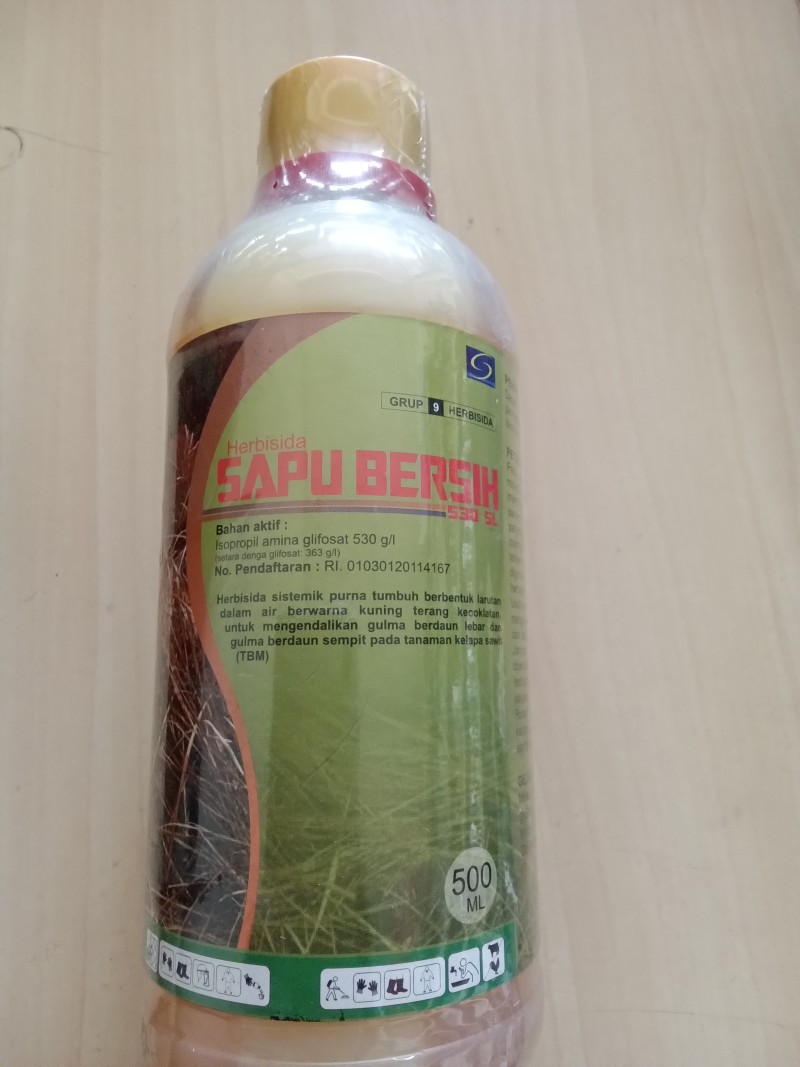 GRUP 9 HERBISIDA
Herbisida
SAPU BERSIH
530 SL
Bahan aktif :
Isopropil amina glifosat 530 g/l
(setara denga glifosat: 363 g/l)
No. Pendaftaran : RI. 01030120114167
Herbisida sistemik purna tumbuh berbentuk larutan
dalam air berwarna kuning terang kecoklatan,
untuk mengendalikan gulma berdaun lebar dan
gulma berdaun sempit pada tanaman kelapa sawit
(TBM)
500
ML